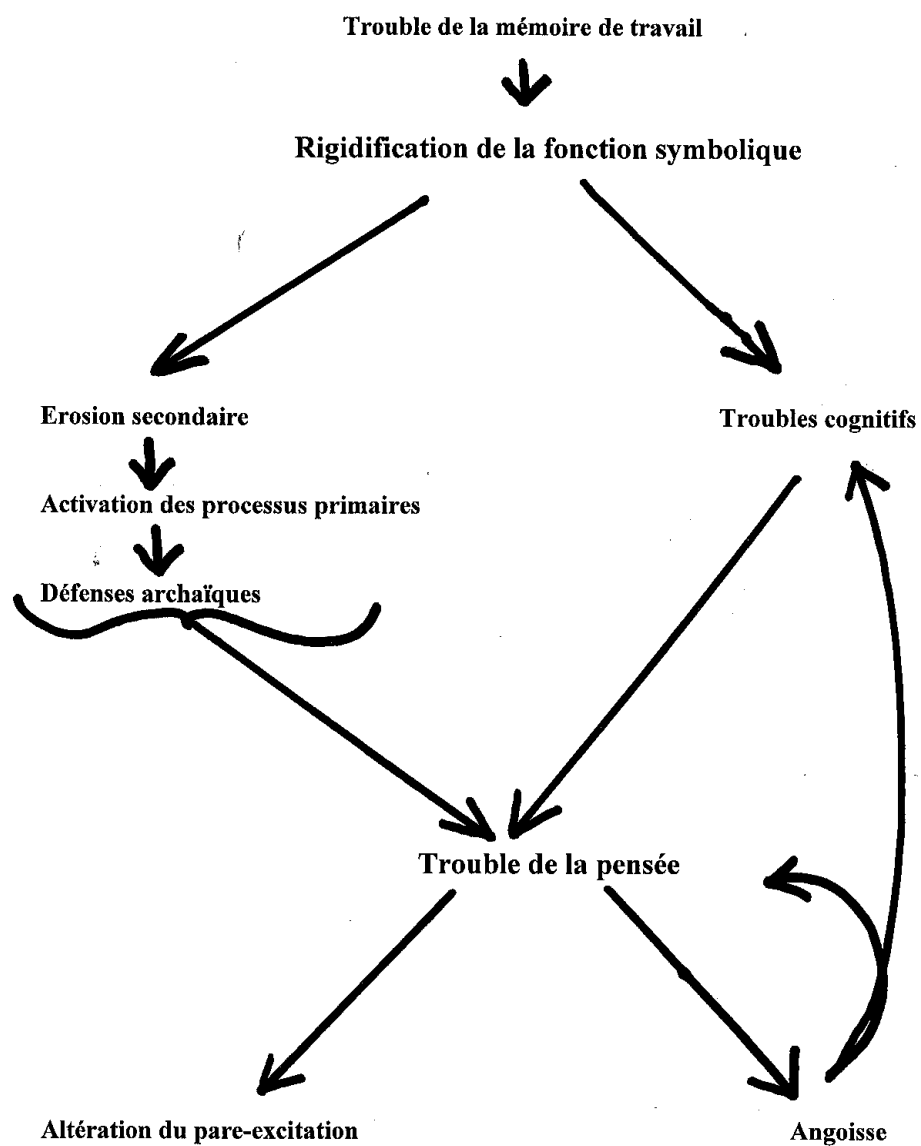 Trouble de la mémoire de travail
Rigidification de la fonction symbolique
Erosion secondaire
Troubles cognitifs
Activation des processus primaires
Défenses archaïques
Trouble de la pensée
Altération du pare-excitation
Angoisse